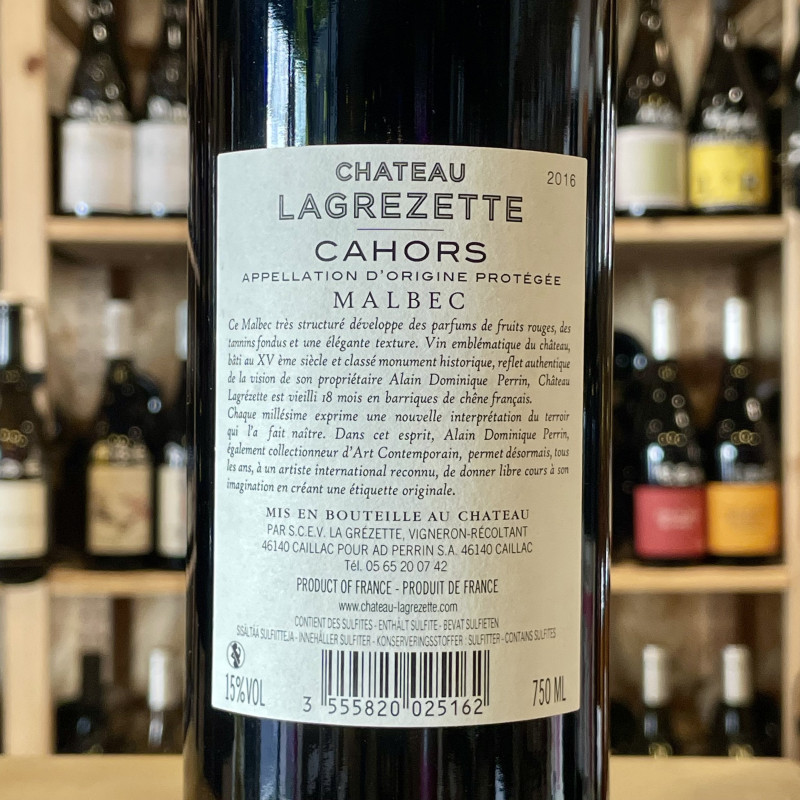 CHATEAU
2016
LAGREZETTE
CAHORS
APPELLATION D'ORIGINE PROTÉGÉE
MALBEC
Ce Malbec très structuré développe des parfums de fruits rouges, des
tannins fondus et une élégante texture. Vin emblématique du château,
bâti au XV ème siècle et classé monument historique, reflet authentique
de la vision de son propriétaire Alain Dominique Perrin, Château
Lagrézette est vieilli 18 mois en barriques de chêne français.
Chaque millésime exprime une nouvelle interprétation du terroir
qui l'a fait naître. Dans cet esprit, Alain Dominique Perrin,
également collectionneur d'Art Contemporain, permet désormais, tous
les ans, à un artiste international reconnu, de donner libre cours à son
imagination en créant une étiquette originale.
MIS EN BOUTEILLE AU CHATEAU
PAR S.C.E.V. LA GRÉZETTE, VIGNERON-RÉCOLTANT
46140 CAILLAC POUR AD PERRIN S.A. 46140 CAILLAC
Tél. 05 65 20 07 42
PRODUCT OF FRANCE - PRODUIT DE FRANCE
www.chateau-lagrezette.com
CONTIENT DES SULFITES - ENTHÄLT SULFITE - BEVAT SULFIETEN
SISÄLTÄÄ SULFIITTEJA - INNEHÅLLER SULFITER - KONSERVERINGSSTOFFER : SULFITTER - CONTAINS SULFITES
15%VOL
750 ML
3 555820 025162